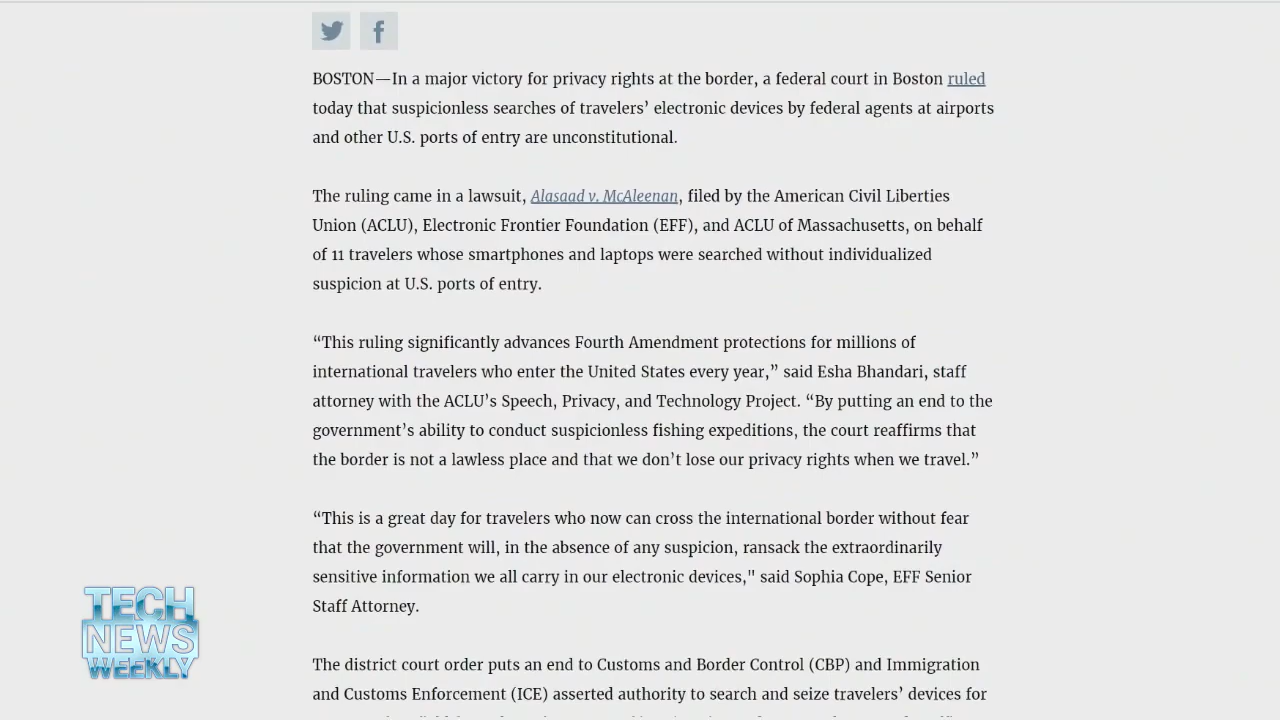 BOSTON—In a major victory for privacy rights at the border, a federal court in Boston ruled
today that suspicionless searches of travelers’ electronic devices by federal agents at airports
and other U.S. ports of entry are unconstitutional.
The ruling came in a lawsuit, Alasaad v. McAleenan, filed by the American Civil Liberties
Union (ACLU), Electronic Frontier Foundation (EFF), and ACLU of Massachusetts, on behalf
of 11 travelers whose smartphones and laptops were searched without individualized
suspicion at U.S. ports of entry.
“This ruling significantly advances Fourth Amendment protections for millions of
international travelers who enter the United States every year,” said Esha Bhandari, staff
attorney with the ACLU’s Speech, Privacy, and Technology Project. “By putting an end to the
government’s ability to conduct suspicionless fishing expeditions, the court reaffirms that
the border is not a lawless place and that we don’t lose our privacy rights when we travel.”
“This is a great day for travelers who now can cross the international border without fear
that the government will, in the absence of any suspicion, ransack the extraordinarily
sensitive information we all carry in our electronic devices," said Sophia Cope, EFF Senior
Staff Attorney.
The district court order puts an end to Customs and Border Control (CBP) and Immigration
and Customs Enforcement (ICE) asserted authority to search and seize travelers’ devices for
TECH
NEWS
WEEKLY